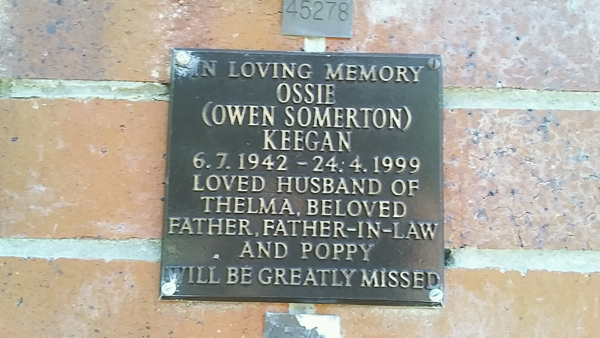 45278
IN LOVING MEMORY
OSSIE
(OWEN SOMERTON)
KEEGAN
6.7.1942 - 24.4.1999
LOVED HUSBAND OF
THELMA, BELOVED
FATHER, FATHER-IN-LAW
AND POPPY
WILL BE GREATLY MISSED